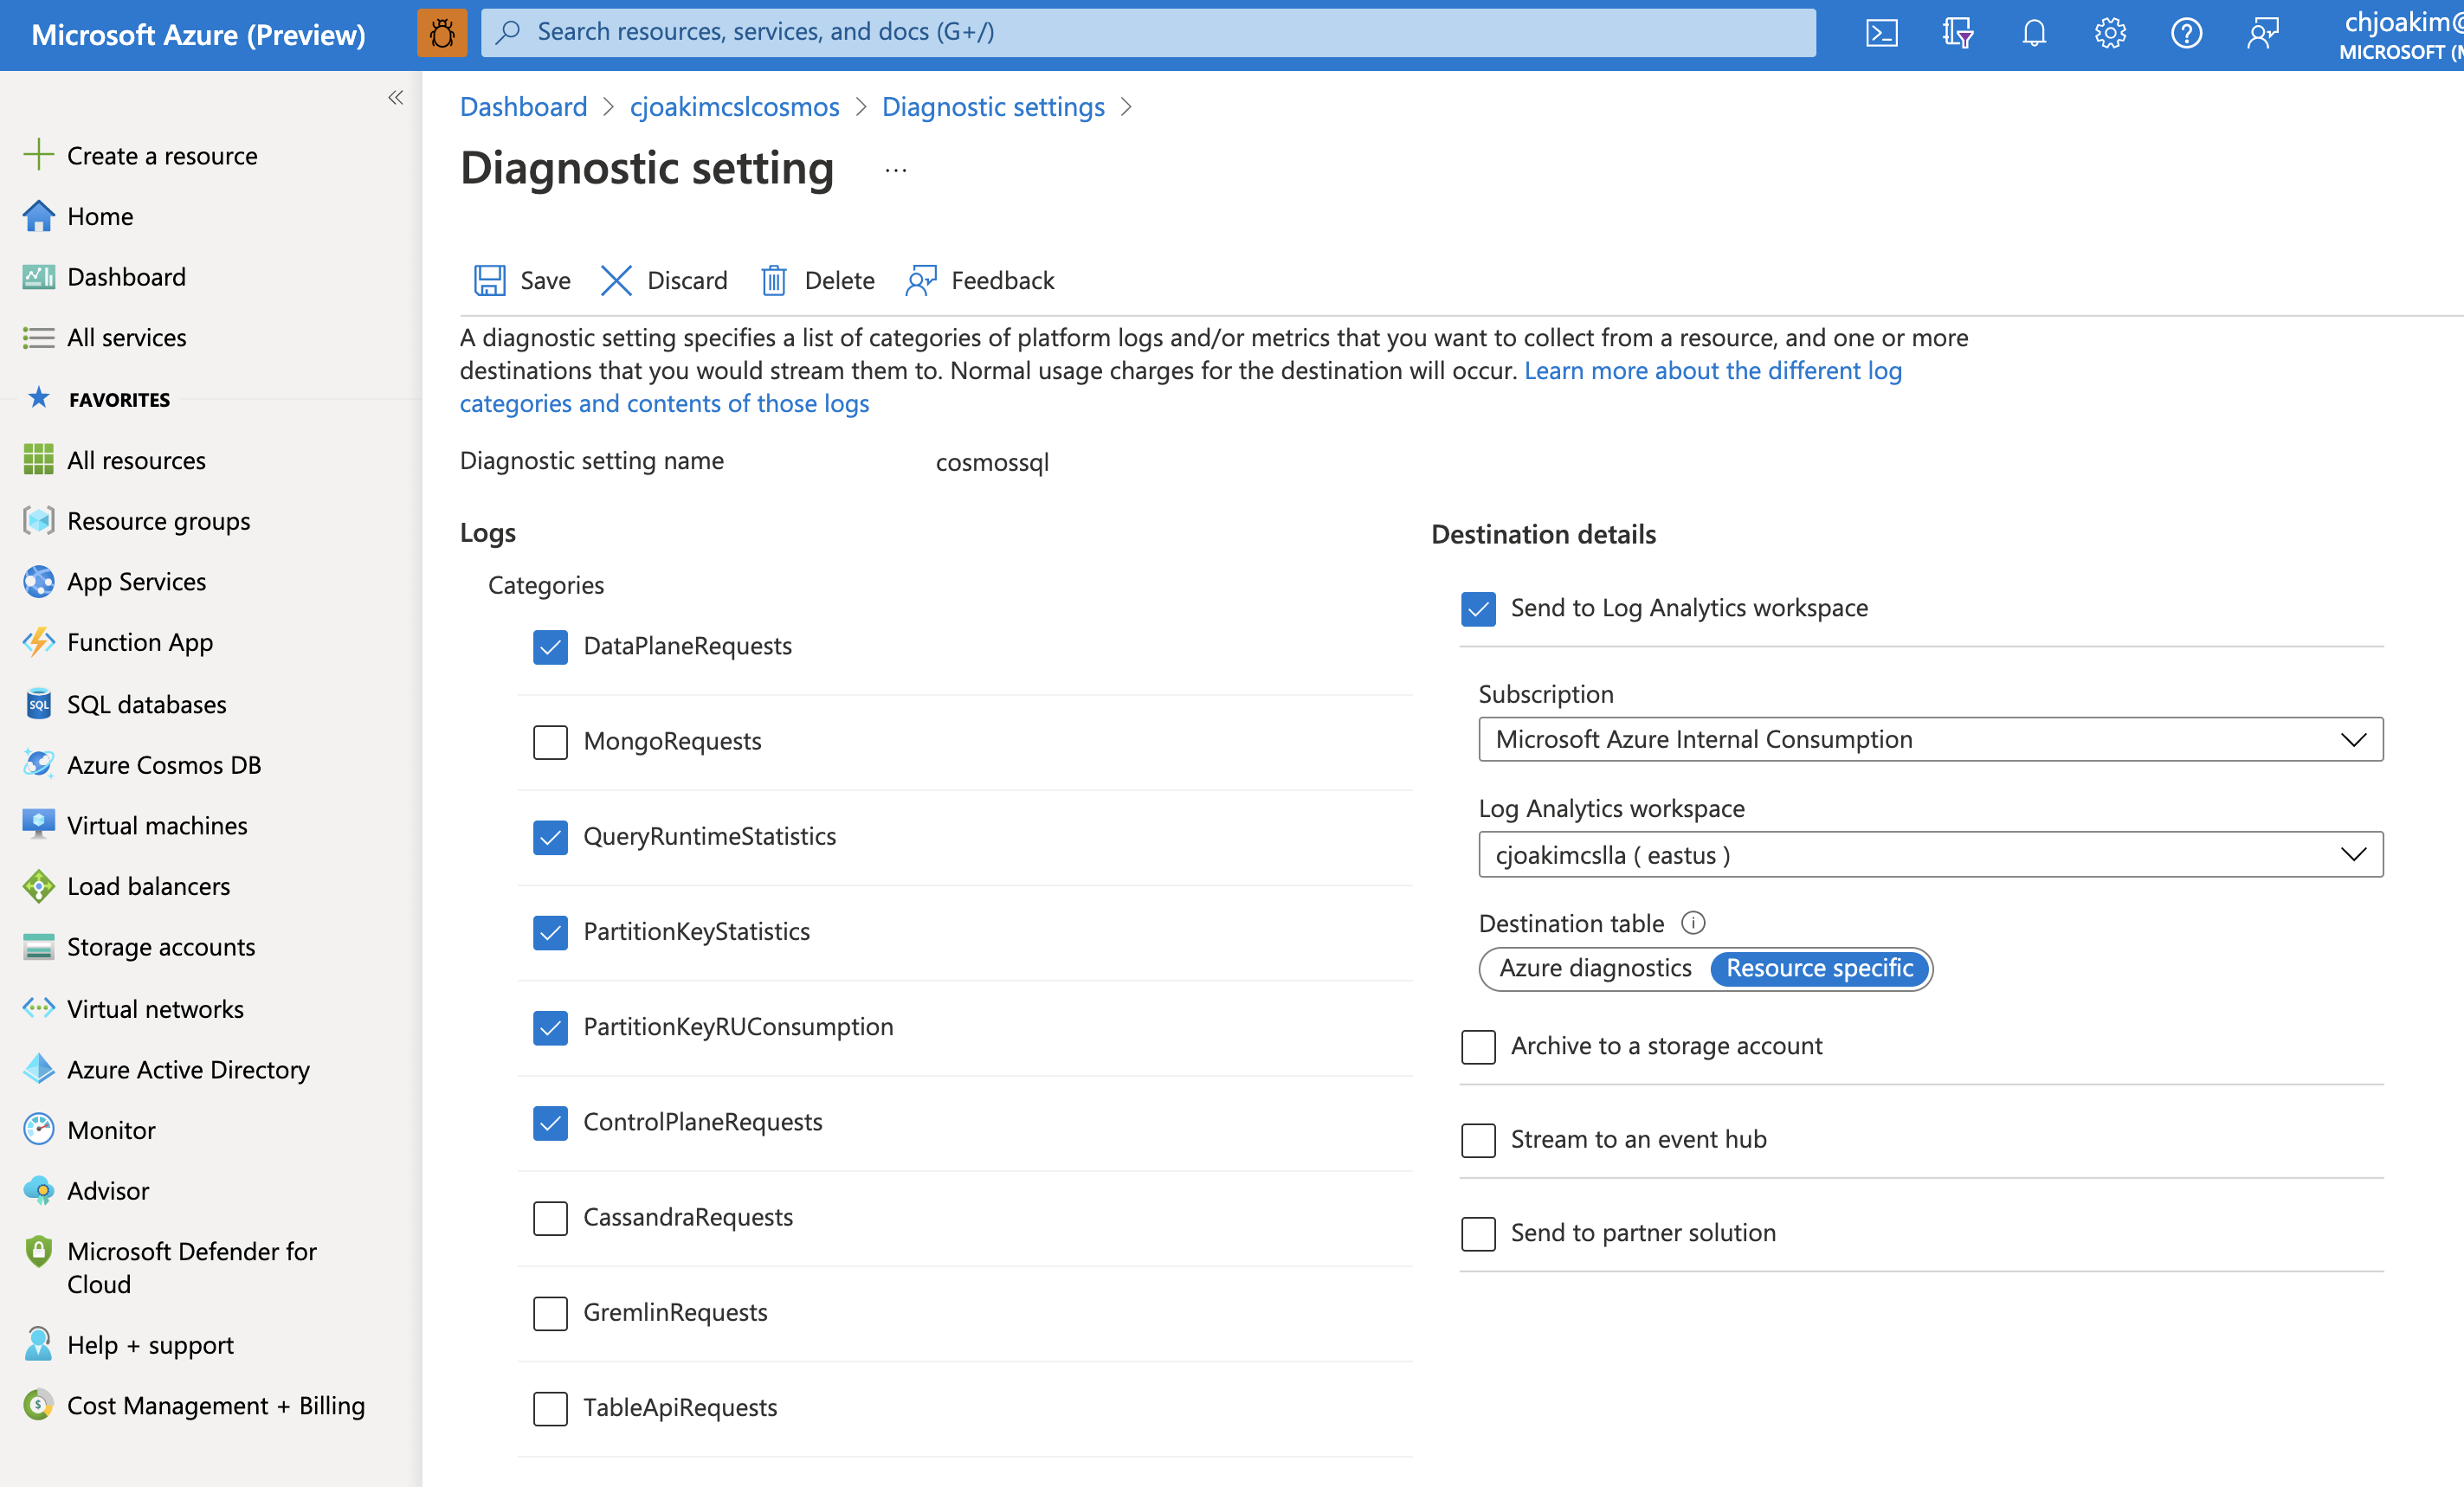 Microsoft Azure (Preview)
Search resources, services, and docs (G+/)
chjoakim@
MICROSOFT (M
Create a resource
Home
Dashboard
All services
FAVORITES
All resources
Resource groups
App Services
Function App
SQL
SQL databases
Azure Cosmos DB
Virtual machines
Load balancers
Storage accounts
Virtual networks
Azure Active Directory
Monitor
Advisor
Microsoft Defender for
Cloud
Help + support
Cost Management + Billing
Dashboard > cjoakimcslcosmos > Diagnostic settings >
Diagnostic setting ...
Save Discard Delete Feedback
A diagnostic setting specifies a list of categories of platform logs and/or metrics that you want to collect from a resource, and one or more
destinations that you would stream them to. Normal usage charges for the destination will occur. Learn more about the different log
categories and contents of those logs
Diagnostic setting name cosmossql
Logs
Categories
DataPlaneRequests
MongoRequests
QueryRuntimeStatistics
PartitionKeyStatistics
PartitionKeyRUConsumption
ControlPlaneRequests
CassandraRequests
GremlinRequests
TableApiRequests
Destination details
Send to Log Analytics workspace
Subscription
Microsoft Azure Internal Consumption
Log Analytics workspace
cjoakimcslla ( eastus )
Destination table
Azure diagnostics Resource specific
Archive to a storage account
Stream to an event hub
Send to partner solution